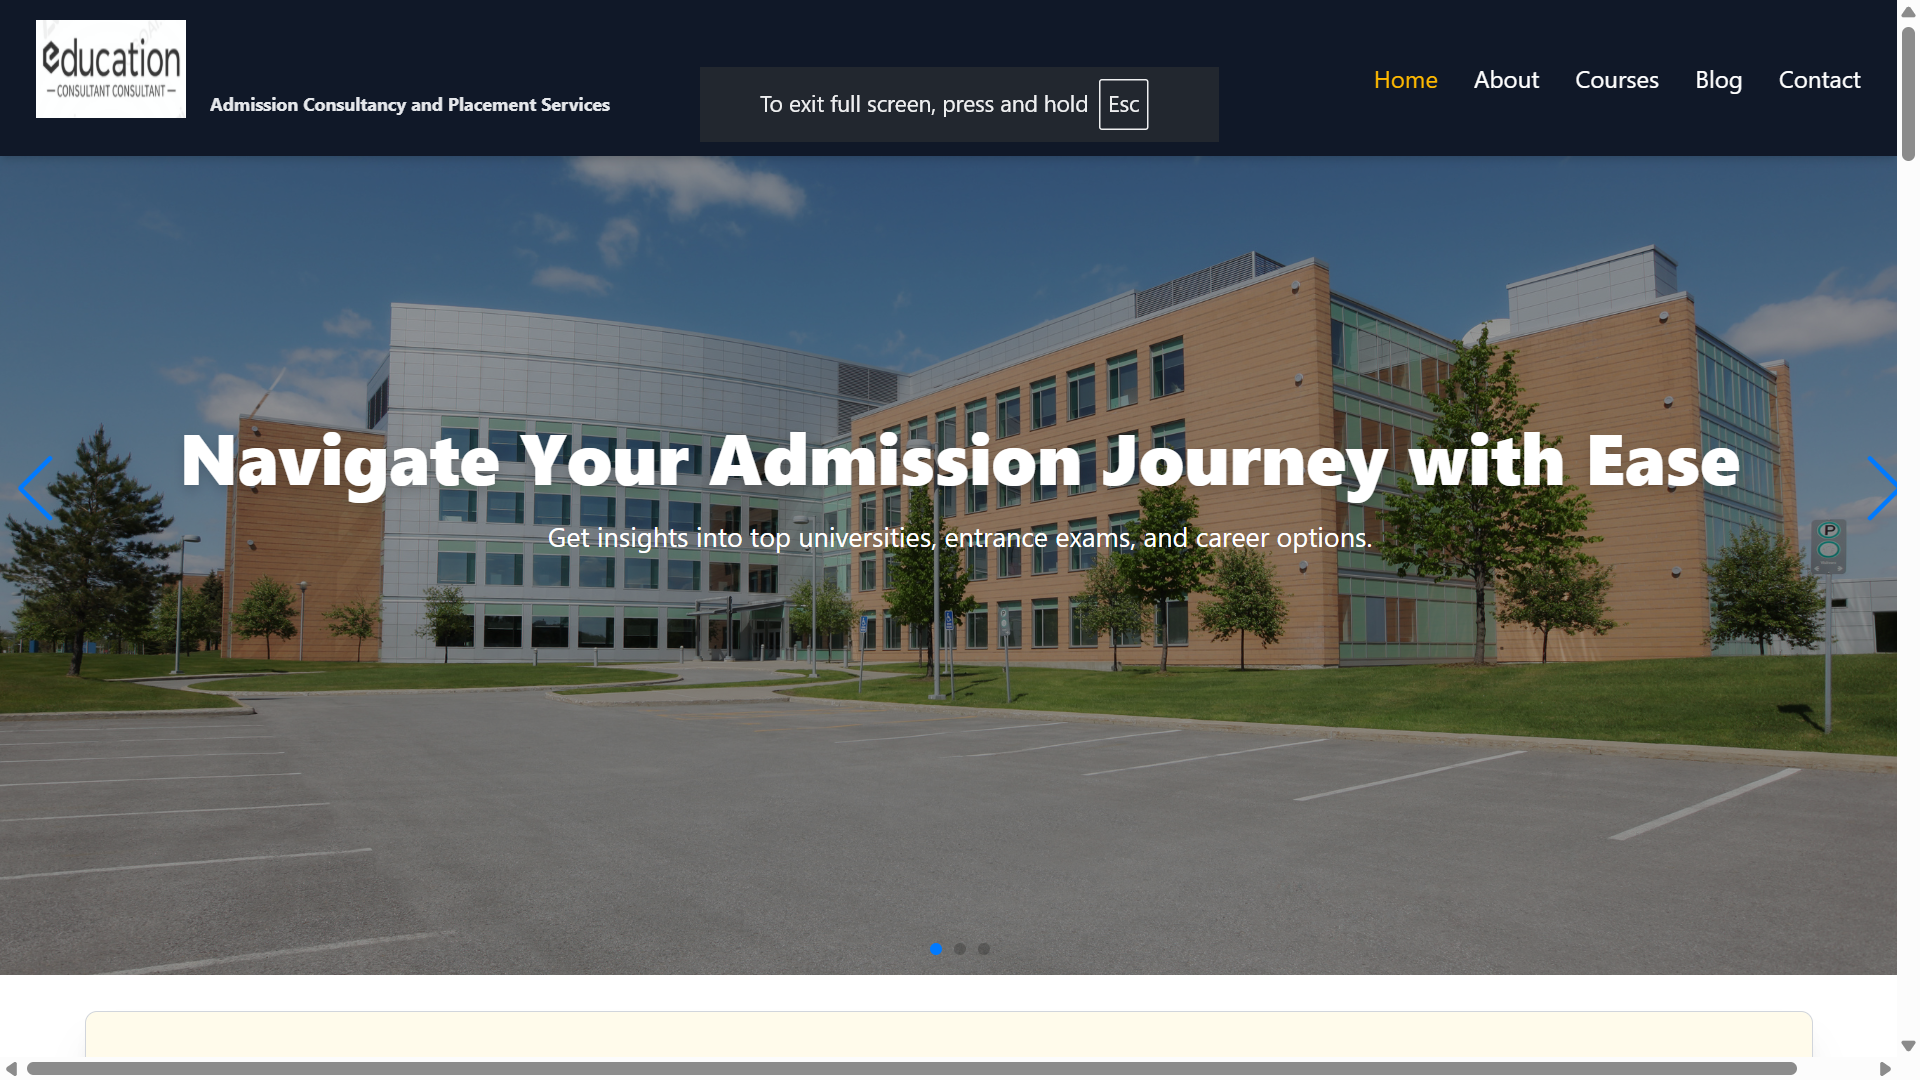 education
CONSULTANT CONSULTANT
Admission Consultancy and Placement Services
To exit full screen, press and hold Esc
Home
About
Courses
Blog
Contact
Navigate Your Admission Journey with Ease
Get insights into top universities, entrance exams, and career options.
P